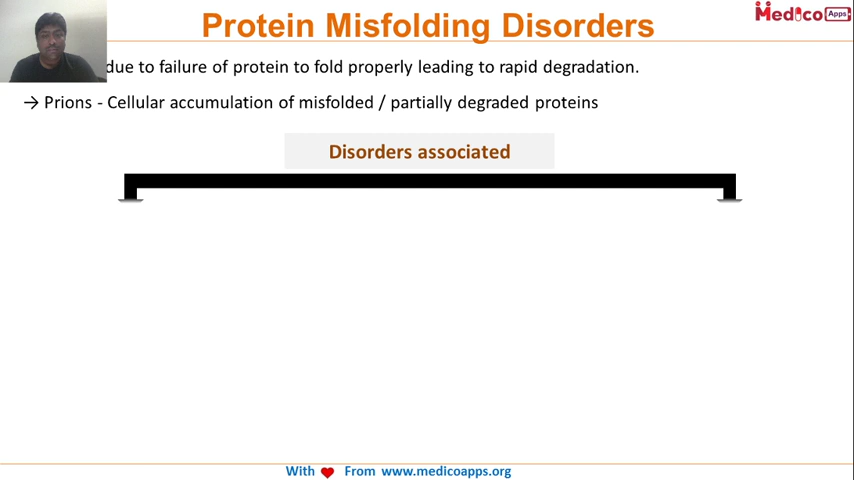 Protein Misfolding Disorders
Medico Apps
due to failure of protein to fold properly leading to rapid degradation.
→ Prions - Cellular accumulation of misfolded / partially degraded proteins
Disorders associated
With ❤ From www.medicoapps.org